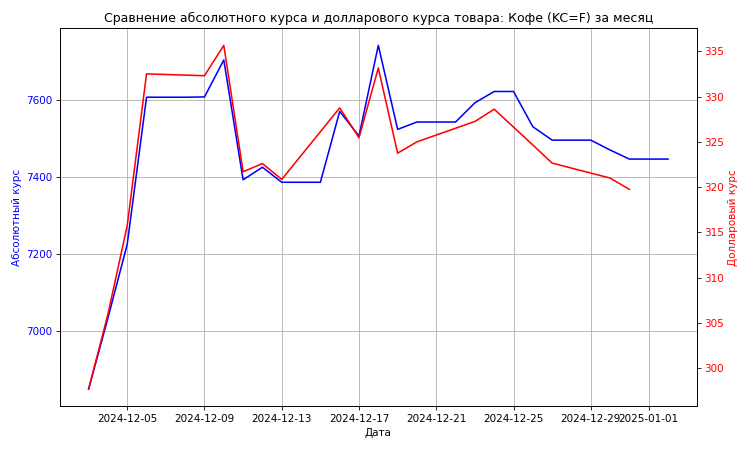 Сравнение абсолютного курса и долларового курса товара: Кофе (KC=F) за месяц
Абсолютный курс
7600
7400
7200
7000
335
330
325
320
315
310
305
300
Долларовый курс
2024-12-05 2024-12-09 2024-12-13 2024-12-17 2024-12-21 2024-12-25 2024-12-29 2025-01-01
Дата